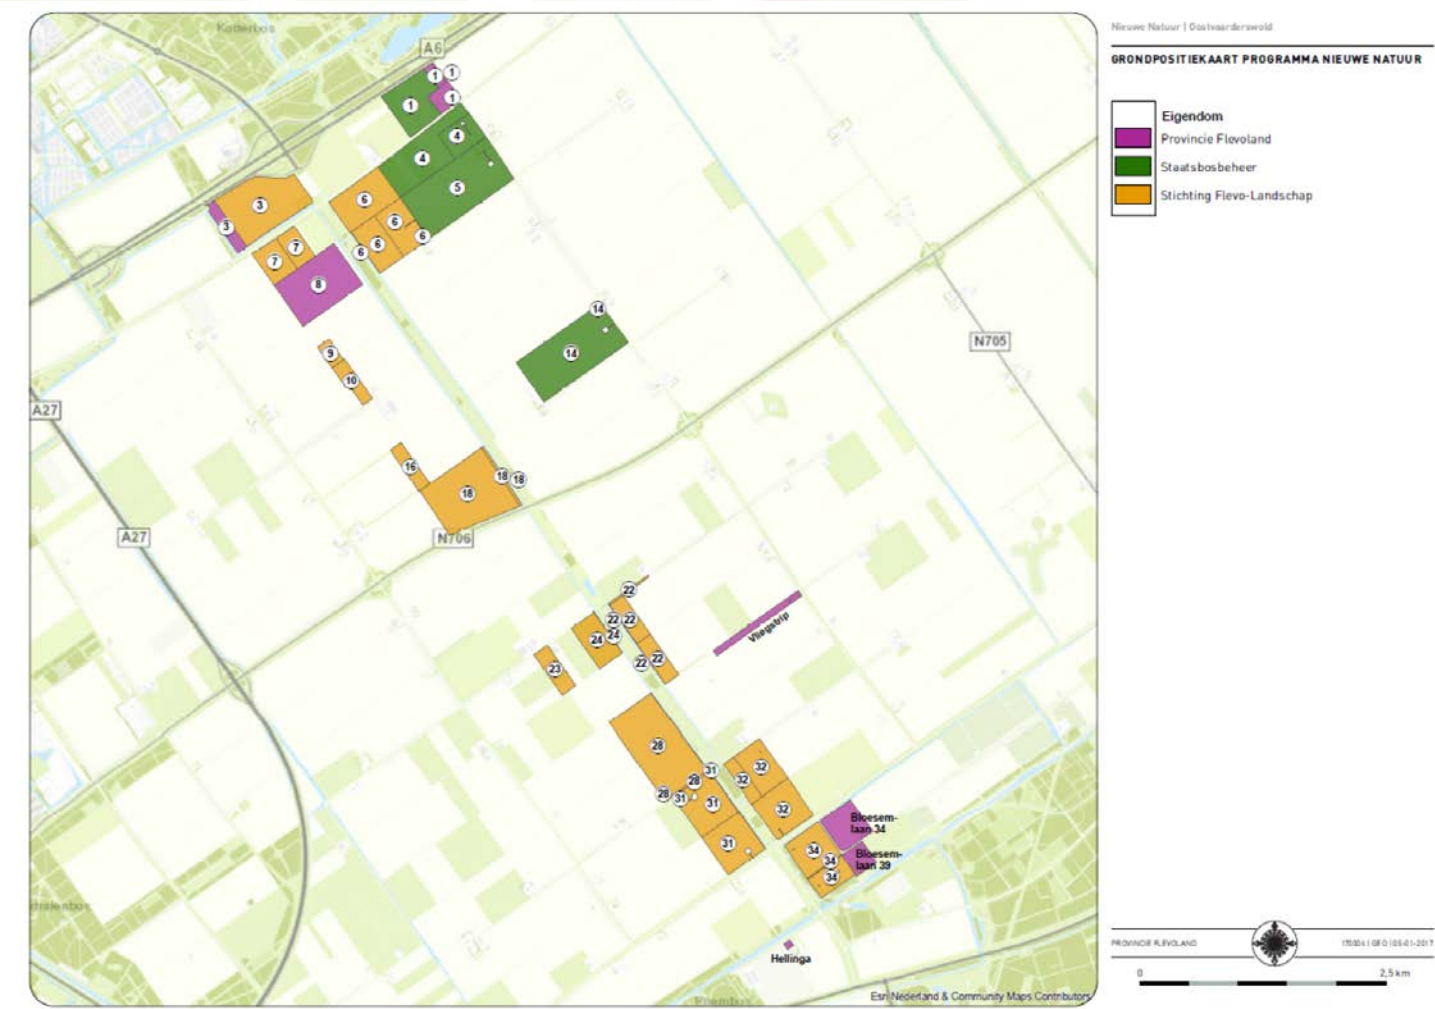 Nieuwe Natuur | Oostvaarderswold
GRONDPOSITIEKAART PROGRAMMA NIEUWE NATUUR
Eigendom
Provincie Flevoland
Staatsbosbeheer
Stichting Flevo-Landschap
Kotterbos
A6
1
1
1
1
4
4
5
3
3
6
6
6
6
6
7
7
8
14
14
9
10
N705
A27
16
18
18
18
A27
N706
22
22
22
24
24
22
22
23
Vliegstrip
28
28
28
31
31
31
31
32
32
32
Bloesem-
laan 34
34
34
34
Bloesem-
laan 39
Hellinga
Esri Nederland & Community Maps Contributors
PROVINCIE FLEVOLAND
0
2,5 km